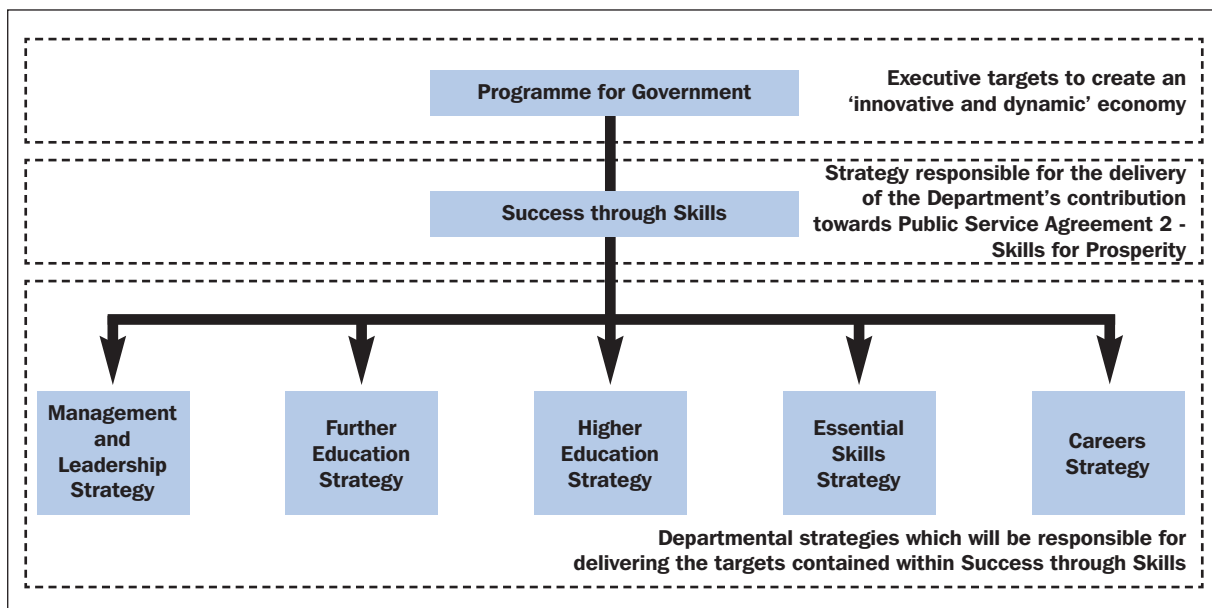 Programme for Government
Executive targets to create an
‘innovative and dynamic’ economy
Success through Skills
Strategy responsible for the delivery
of the Department’s contribution
towards Public Service Agreement 2 -
Skills for Prosperity
Management
and
Leadership
Strategy
Further
Education
Strategy
Higher
Education
Strategy
Essential
Skills
Strategy
Careers
Strategy
Departmental strategies which will be responsible for
delivering the targets contained within Success through Skills